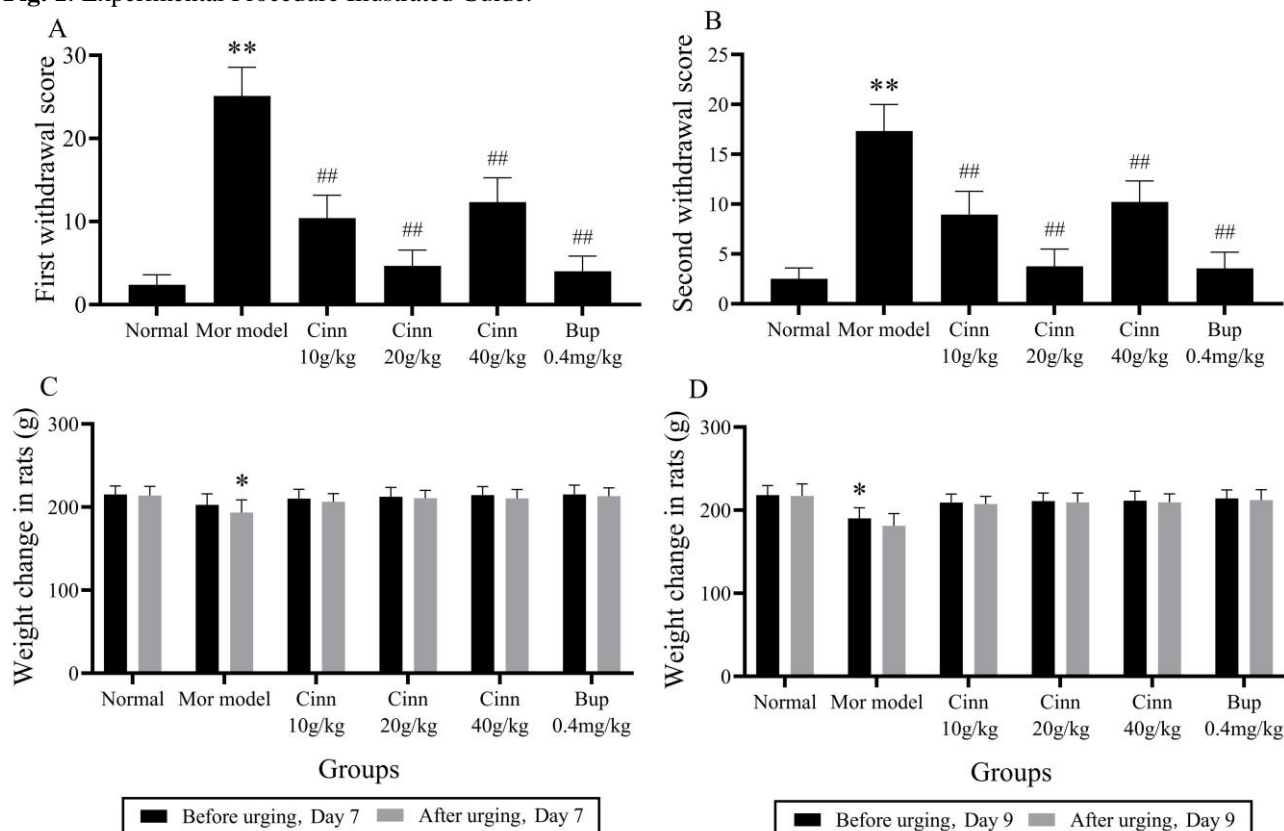 Fig. 1. Experimental Procedure Illustrated Guide.
A
First withdrawal score
30
20
10
0
**
##
##
##
##
Normal Mor model Cinn 10g/kg Cinn 20g/kg Cinn 40g/kg Bup 0.4mg/kg
B
Second withdrawal score
25
20
15
10
5
0
**
##
##
##
##
Normal Mor model Cinn 10g/kg Cinn 20g/kg Cinn 40g/kg Bup 0.4mg/kg
C
Weight change in rats (g)
300
200
100
0
*
Normal Mor model Cinn 10g/kg Cinn 20g/kg Cinn 40g/kg Bup 0.4mg/kg
Groups
Before urging, Day 7 After urging, Day 7
D
Weight change in rats (g)
300
200
100
0
*
Normal Mor model Cinn 10g/kg Cinn 20g/kg Cinn 40g/kg Bup 0.4mg/kg
Groups
Before urging, Day 9 After urging, Day 9